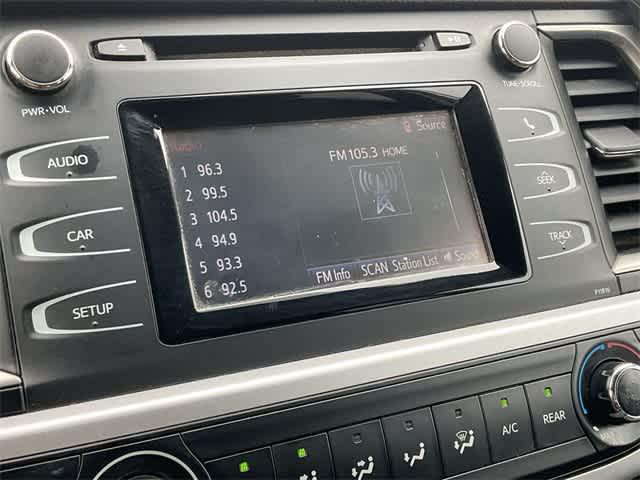 PWR•VOL
TUNE•SCROLL
AUDIO
CAR
SETUP
Radio
Source
FM 105.3 HOME
1 96.3
2 99.5
3 104.5
4 94.9
5 93.3
6 92.5
FM Info SCAN Station List Sound
SEEK
TRACK
A/C
REAR